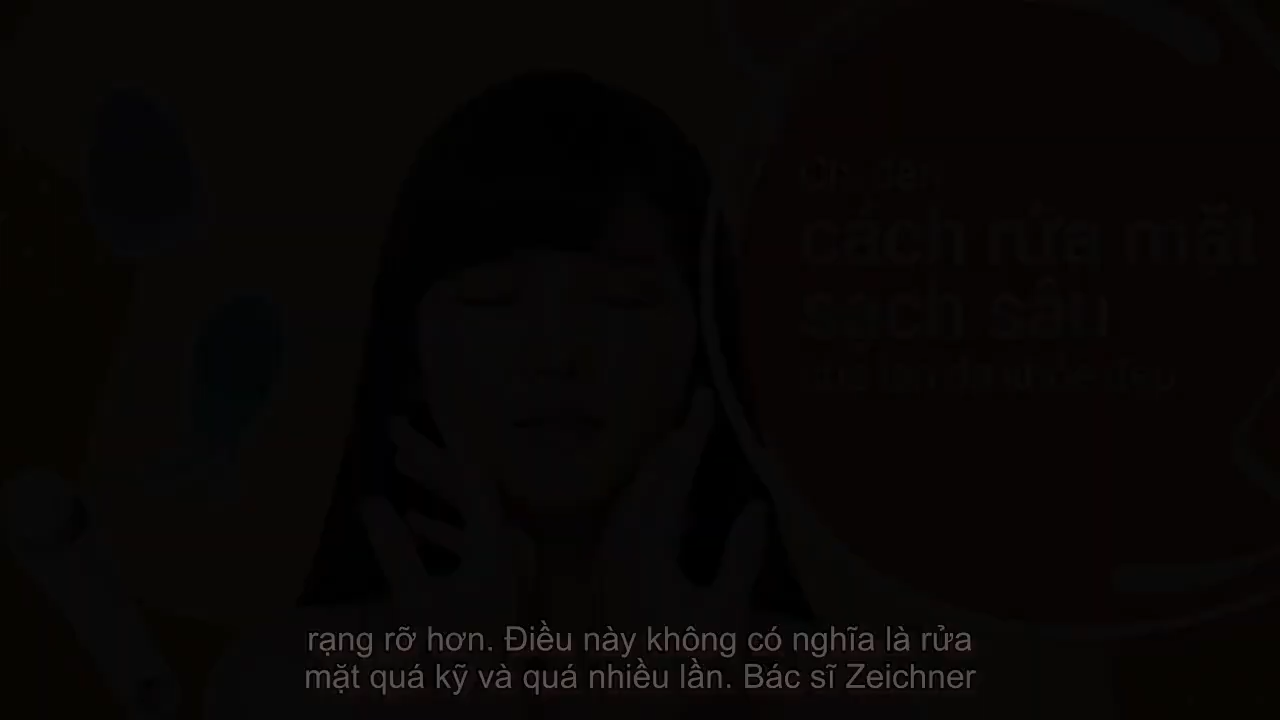 cách rửa mặt
sạch sâu
rạng rỡ hơn. Điều này không có nghĩa là rửa
mặt quá kỹ và quá nhiều lần. Bác sĩ Zeichner